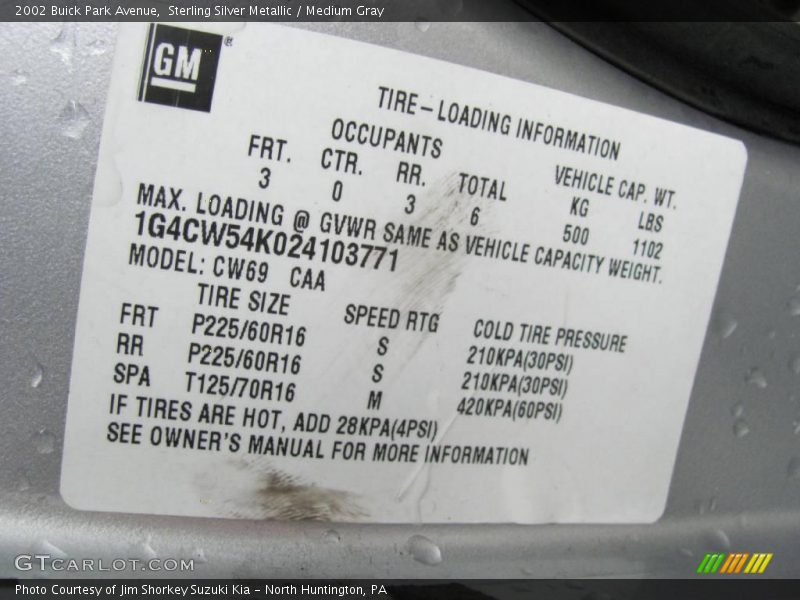 2002 Buick Park Avenue, Sterling Silver Metallic / Medium Gray
GM®
TIRE-LOADING INFORMATION
OCCUPANTS VEHICLE CAP. WT.
FRT. CTR. RR. TOTAL KG LBS
3 0 3 6 500 1102
MAX. LOADING @ GVWR SAME AS VEHICLE CAPACITY WEIGHT.
1G4CW54K024103771
MODEL: CW69 CAA
TIRE SIZE SPEED RTG COLD TIRE PRESSURE
FRT P225/60R16 S 210KPA(30PSI)
RR P225/60R16 S 210KPA(30PSI)
SPA T125/70R16 M 420KPA(60PSI)
IF TIRES ARE HOT, ADD 28KPA(4PSI)
SEE OWNER'S MANUAL FOR MORE INFORMATION
GTCARLOT.COM
Photo Courtesy of Jim Shorkey Suzuki Kia - North Huntington, PA